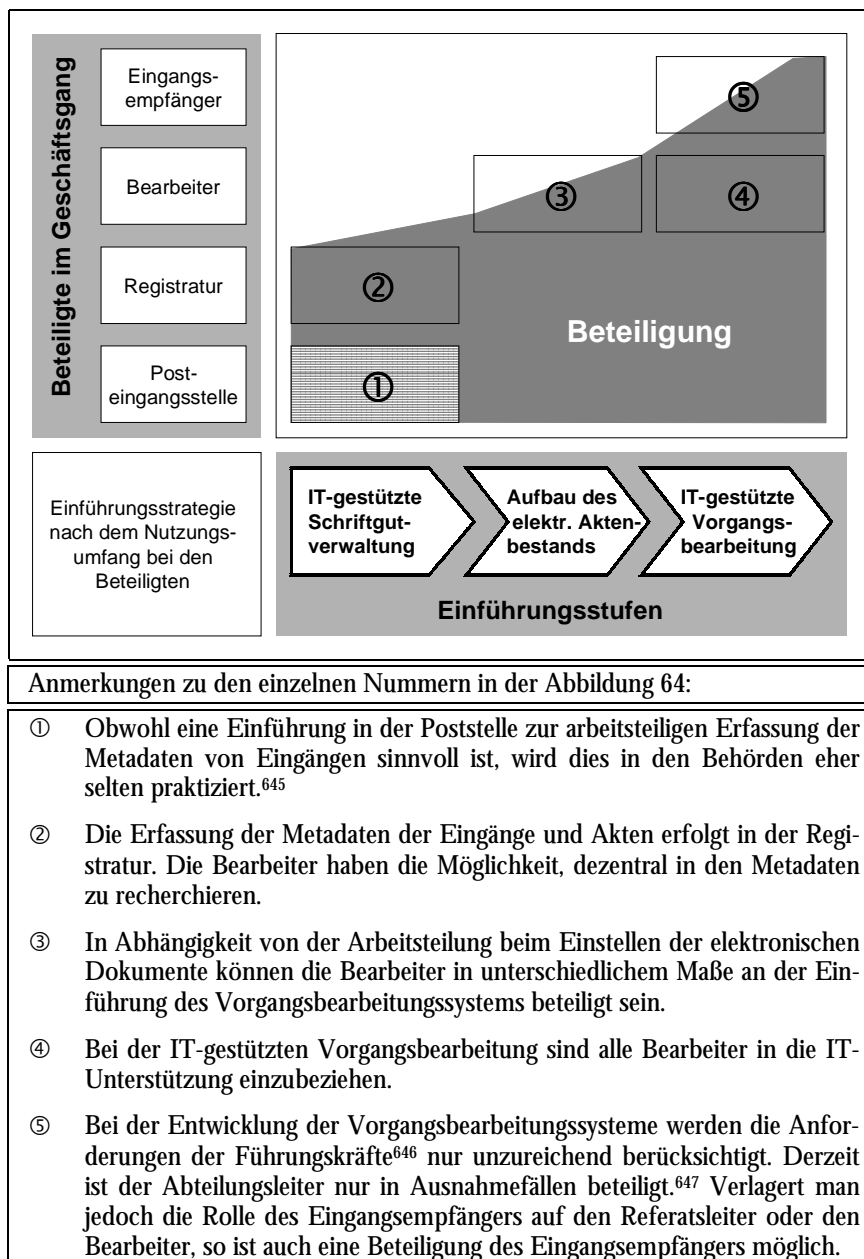 Beteiligte im Geschäftsgang
Eingangs-
empfänger
Bearbeiter
Registratur
Post-
eingangsstelle
⑤
③
④
②
Beteiligung
①
Einführungsstrategie
nach dem Nutzungs-
umfang bei den
Beteiligten
IT-gestützte
Schriftgut-
verwaltung
Aufbau des
elektr. Akten-
bestands
IT-gestützte
Vorgangs-
bearbeitung
Einführungsstufen
Anmerkungen zu den einzelnen Nummern in der Abbildung 64:
① Obwohl eine Einführung in der Poststelle zur arbeitsteiligen Erfassung der
Metadaten von Eingängen sinnvoll ist, wird dies in den Behörden eher
selten praktiziert.645
② Die Erfassung der Metadaten der Eingänge und Akten erfolgt in der Regi-
stratur. Die Bearbeiter haben die Möglichkeit, dezentral in den Metadaten
zu recherchieren.
③ In Abhängigkeit von der Arbeitsteilung beim Einstellen der elektronischen
Dokumente können die Bearbeiter in unterschiedlichem Maße an der Ein-
führung des Vorgangsbearbeitungssystems beteiligt sein.
④ Bei der IT-gestützten Vorgangsbearbeitung sind alle Bearbeiter in die IT-
Unterstützung einzubeziehen.
⑤ Bei der Entwicklung der Vorgangsbearbeitungssysteme werden die Anfor-
derungen der Führungskräfte646 nur unzureichend berücksichtigt. Derzeit
ist der Abteilungsleiter nur in Ausnahmefällen beteiligt.647 Verlagert man
jedoch die Rolle des Eingangsempfängers auf den Referatsleiter oder den
Bearbeiter, so ist auch eine Beteiligung des Eingangsempfängers möglich.